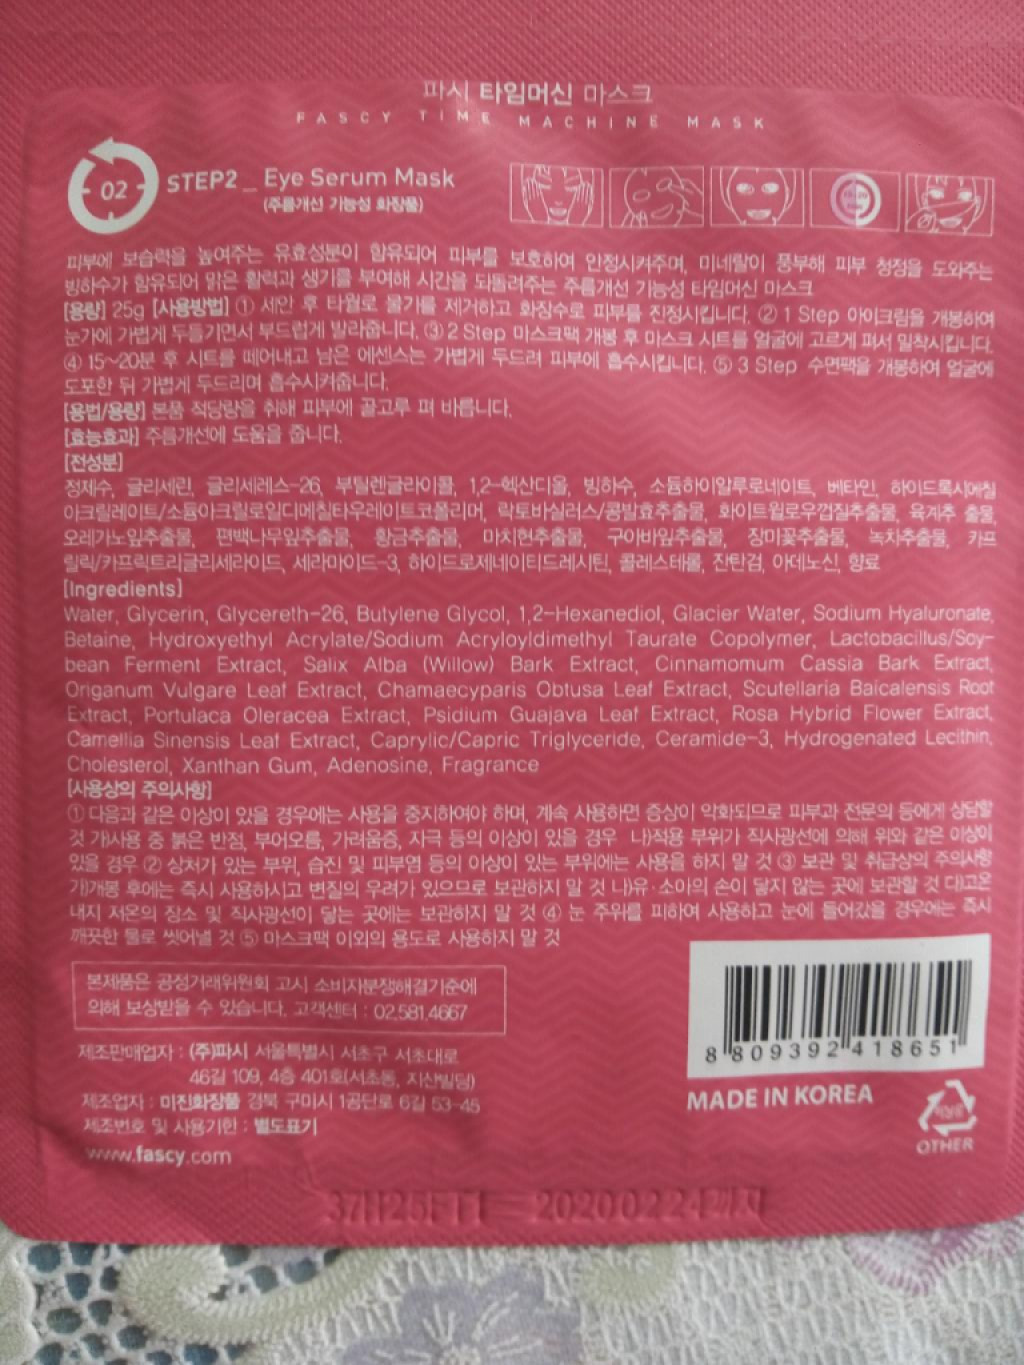 파시 타임머신 마스크
FASCY TIME MACHINE MASK
02
STEP2_ Eye Serum Mask
(주름개선 기능성 화장품)
피부에 보습력을 높여주는 유효성분이 함유되어 피부를 보호하여 안정시켜주며, 미네랄이 풍부해 피부 청정을 도와주는
빙하수가 함유되어 맑은 활력과 생기를 부여해 시간을 되돌려주는 주름개선 기능성 타임머신 마스크
[용량] 25g [사용방법] ① 세안 후 타월로 물기를 제거하고 화장수로 피부를 진정시킵니다. ② 1 Step 아이크림을 개봉하여
눈가에 가볍게 두들기면서 부드럽게 발라줍니다. ③ 2 Step 마스크팩 개봉 후 마스크 시트를 얼굴에 고르게 펴서 밀착시킵니다.
④ 15~20분 후 시트를 떼어내고 남은 에센스는 가볍게 두드려 피부에 흡수시킵니다. ⑤ 3 Step 수면팩을 개봉하여 얼굴에
도포한 뒤 가볍게 두드리며 흡수시켜줍니다.
[용법/용량] 본품 적당량을 취해 피부에 골고루 펴 바릅니다.
[효능효과] 주름개선에 도움을 줍니다.
[전성분]
정제수, 글리세린, 글리세레스-26, 부틸렌글라이콜, 1,2-헥산디올, 빙하수, 소듐하이알루로네이트, 베타인, 하이드록시에칠
아크릴레이트/소듐아크릴로일디메칠타우레이트코폴리머, 락토바실러스/콩발효추출물, 화이트윌로우껍질추출물, 육계추 출물,
오레가노잎추출물, 편백나무잎추출물, 황금추출물, 마치현추출물, 구아바잎추출물, 장미꽃추출물, 녹차추출물, 카프
릴릭/카프릭트리글리세라이드, 세라마이드-3, 하이드로제네이티드레시틴, 콜레스테롤, 잔탄검, 아데노신, 향료
[Ingredients]
Water, Glycerin, Glycereth-26, Butylene Glycol, 1,2-Hexanediol, Glacier Water, Sodium Hyaluronate,
Betaine, Hydroxyethyl Acrylate/Sodium Acryloyldimethyl Taurate Copolymer, Lactobacillus/Soy-
bean Ferment Extract, Salix Alba (Willow) Bark Extract, Cinnamomum Cassia Bark Extract,
Origanum Vulgare Leaf Extract, Chamaecyparis Obtusa Leaf Extract, Scutellaria Baicalensis Root
Extract, Portulaca Oleracea Extract, Psidium Guajava Leaf Extract, Rosa Hybrid Flower Extract,
Camellia Sinensis Leaf Extract, Caprylic/Capric Triglyceride, Ceramide-3, Hydrogenated Lecithin,
Cholesterol, Xanthan Gum, Adenosine, Fragrance
[사용상의 주의사항]
① 다음과 같은 이상이 있을 경우에는 사용을 중지하여야 하며, 계속 사용하면 증상이 악화되므로 피부과 전문의 등에게 상담할
것 가)사용 중 붉은 반점, 부어오름, 가려움증, 자극 등의 이상이 있을 경우 나)적용 부위가 직사광선에 의해 위와 같은 이상이
있을 경우 ② 상처가 있는 부위, 습진 및 피부염 등의 이상이 있는 부위에는 사용을 하지 말 것 ③ 보관 및 취급상의 주의사항
가)개봉 후에는 즉시 사용하시고 변질의 우려가 있으므로 보관하지 말 것 나)유·소아의 손이 닿지 않는 곳에 보관할 것 다)고온
내지 저온의 장소 및 직사광선이 닿는 곳에는 보관하지 말 것 ④ 눈 주위를 피하여 사용하고 눈에 들어갔을 경우에는 즉시
깨끗한 물로 씻어낼 것 ⑤ 마스크팩 이외의 용도로 사용하지 말 것
본제품은 공정거래위원회 고시 소비자분쟁해결기준에
의해 보상받을 수 있습니다. 고객센터 : 02.581.4667
제조판매업자 : (주)파시 서울특별시 서초구 서초대로
46길 109, 4층 401호(서초동, 지산빌딩)
제조업자 : 미진화장품 경북 구미시 1공단로 6길 53-45
제조번호 및 사용기한 : 별도표기
www.fascy.com
8 809392 418651
MADE IN KOREA
OTHER
2020.02.24까지